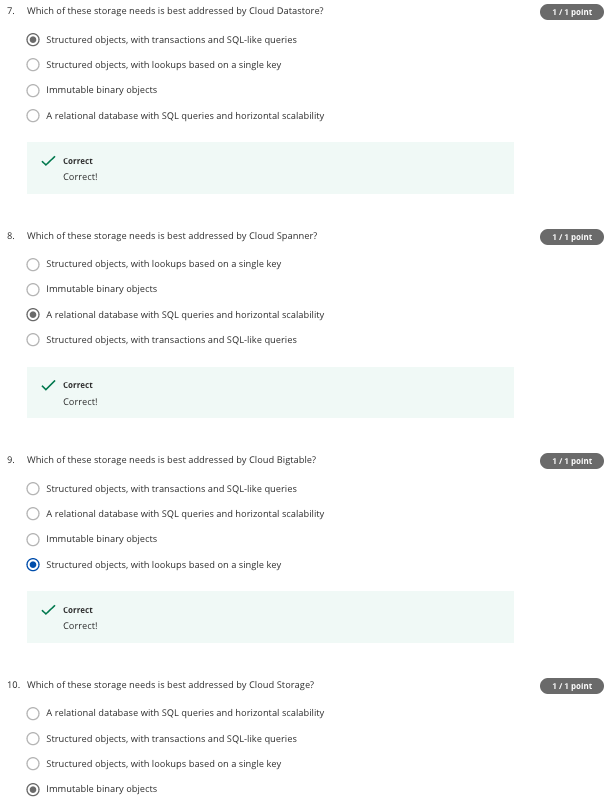 7. Which of these storage needs is best addressed by Cloud Datastore? 1 / 1 point
Structured objects, with transactions and SQL-like queries
Structured objects, with lookups based on a single key
Immutable binary objects
A relational database with SQL queries and horizontal scalability
Correct
Correct!
8. Which of these storage needs is best addressed by Cloud Spanner? 1 / 1 point
Structured objects, with lookups based on a single key
Immutable binary objects
A relational database with SQL queries and horizontal scalability
Structured objects, with transactions and SQL-like queries
Correct
Correct!
9. Which of these storage needs is best addressed by Cloud Bigtable? 1 / 1 point
Structured objects, with transactions and SQL-like queries
A relational database with SQL queries and horizontal scalability
Immutable binary objects
Structured objects, with lookups based on a single key
Correct
Correct!
10. Which of these storage needs is best addressed by Cloud Storage? 1 / 1 point
A relational database with SQL queries and horizontal scalability
Structured objects, with transactions and SQL-like queries
Structured objects, with lookups based on a single key
Immutable binary objects